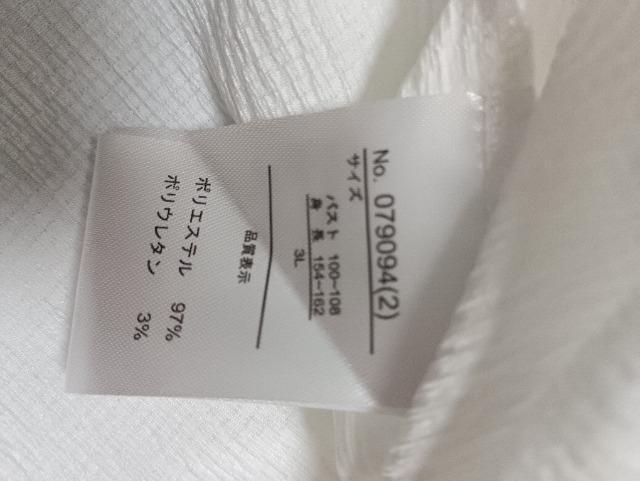 No. 079094(2)
サイズ
バスト 100~108
身 長 154~162
3L
品質表示
ポリエステル 97%
ポリウレタン 3%